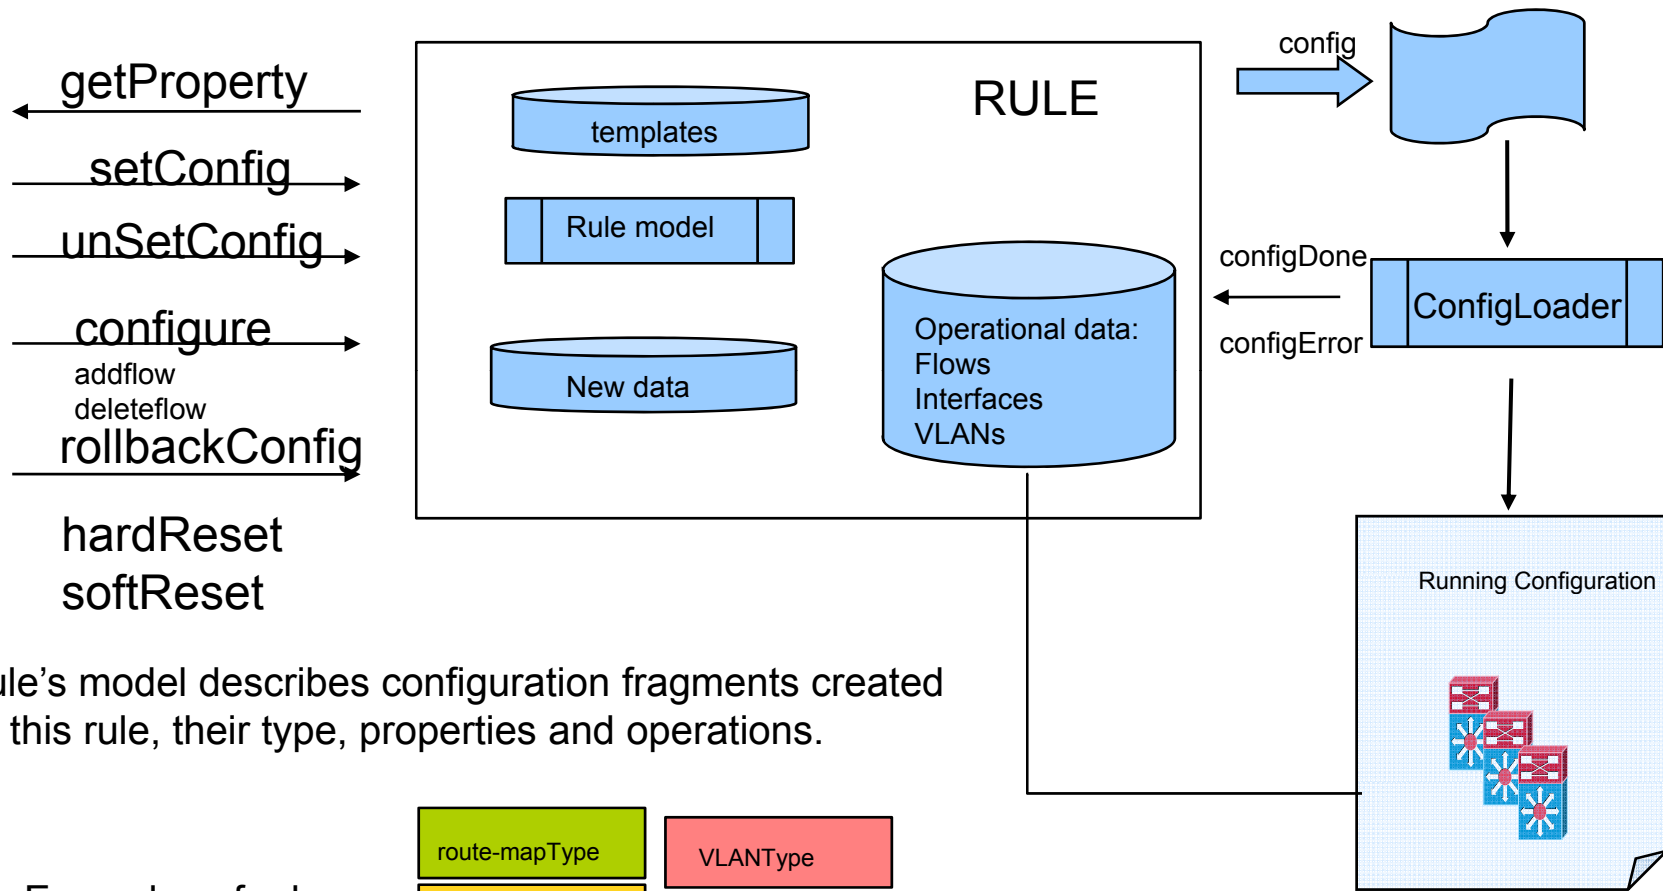 getProperty
setConfig
unSetConfig
configure
addflow
deleteflow
rollbackConfig
hardReset
softReset
RULE
templates
Rule model
New data
Operational data:
Flows
Interfaces
VLANs
config
configDone
configError
ConfigLoader
Running Configuration
ule's model describes configuration fragments created
this rule, their type, properties and operations.
route-mapType
VLANType